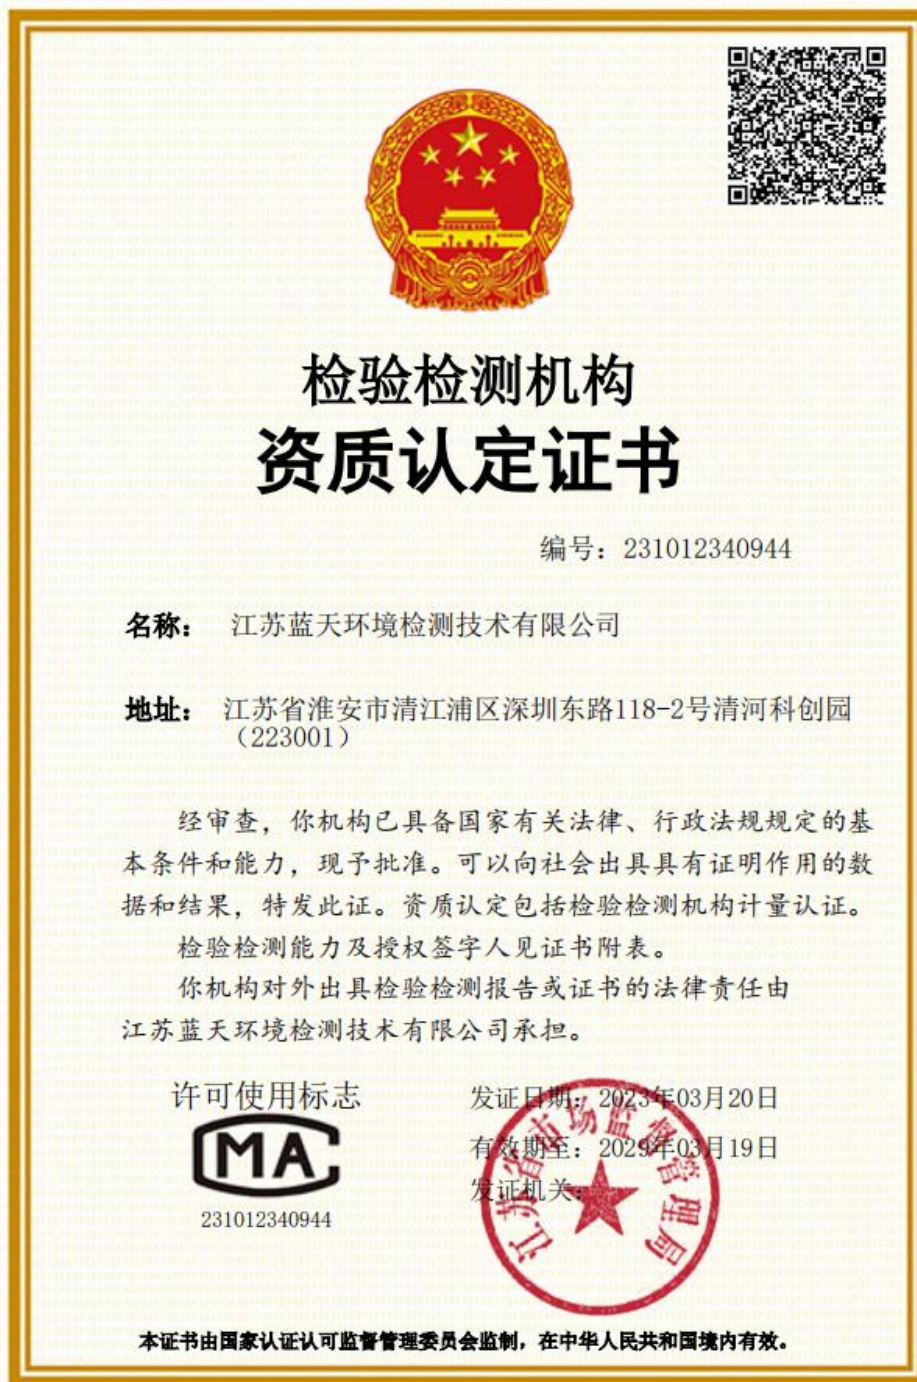 检验检测机构
资质认定证书
编号：231012340944
名称： 江苏蓝天环境检测技术有限公司
地址： 江苏省淮安市清江浦区深圳东路118-2号清河科创园
（223001）
经审查，你机构已具备国家有关法律、行政法规规定的基
本条件和能力，现予批准。可以向社会出具具有证明作用的数
据和结果，特发此证。资质认定包括检验检测机构计量认证。
检验检测能力及授权签字人见证书附表。
你机构对外出具检验检测报告或证书的法律责任由
江苏蓝天环境检测技术有限公司承担。
许可使用标志
MA
231012340944
发证日期：2023年03月20日
有效期至：2029年03月19日
发证机关：
江苏省市场监督管理局
本证书由国家认证认可监督管理委员会监制，在中华人民共和国境内有效。